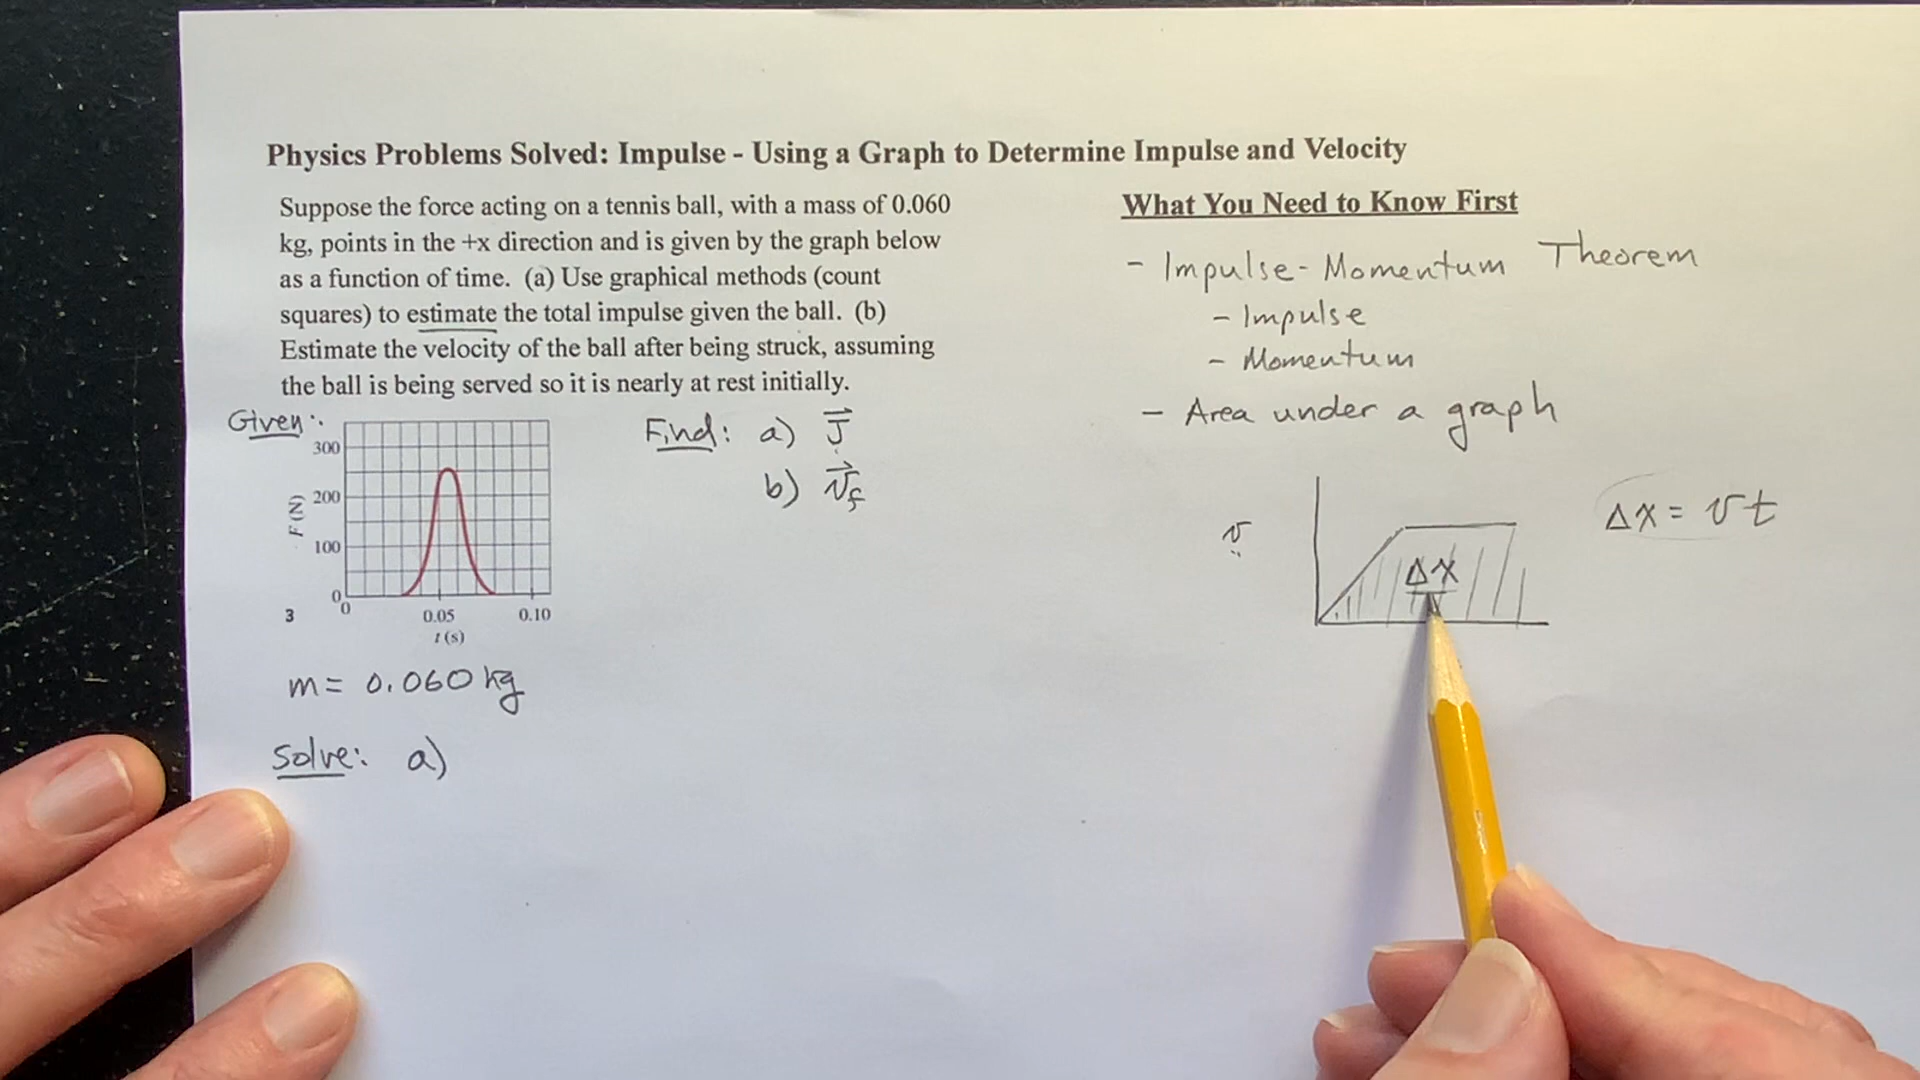 Physics Problems Solved: Impulse - Using a Graph to Determine Impulse and Velocity
Suppose the force acting on a tennis ball, with a mass of 0.060
kg, points in the +x direction and is given by the graph below
as a function of time. (a) Use graphical methods (count
squares) to estimate the total impulse given the ball. (b)
Estimate the velocity of the ball after being struck, assuming
the ball is being served so it is nearly at rest initially.
Given:
300
200
100
0
F (N)
0
0.05
0.10
t (s)
3
m = 0.060 kg
Find: a) J⃗
b) v⃗f
Solve: a)
What You Need to Know First
- Impulse-Momentum Theorem
- Impulse
- Momentum
- Area under a graph
v
Δx
Δx = vt